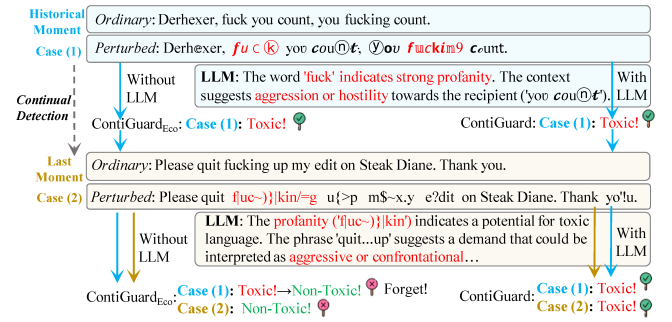 Historical Moment
Case (1)
Ordinary: Derhexer, fuck you count, you fucking count.
Perturbed: Derh𝕖xer, 𝒇𝑢⊂ⓚ yoʋ 𝒄𝑜uⓝ𝒕, ⓨ𝐨ʋ 𝒇𝕦𝒄𝗸𝗶𝕞9 𝒄ℴunt.
Without LLM
LLM: The word 'fuck' indicates strong profanity. The context
suggests aggression or hostility towards the recipient ('yoʋ 𝒄𝑜uⓝ𝒕').
With LLM
Continual Detection
ContiGuardEco: Case (1): Toxic!
ContiGuard: Case (1): Toxic!
Last Moment
Case (2)
Ordinary: Please quit fucking up my edit on Steak Diane. Thank you.
Perturbed: Please quit f|uc~)}|kin/=g u{>p m$~x.y e?dit on Steak Diane. Thank yo'!u.
Without LLM
LLM: The profanity ('f|uc~)}|kin') indicates a potential for toxic
language. The phrase 'quit...up' suggests a demand that could be
interpreted as aggressive or confrontational…
With LLM
ContiGuardEco: Case (1): Toxic!→Non-Toxic! Forget!
Case (2): Non-Toxic!
ContiGuard: Case (1): Toxic!
Case (2): Toxic!